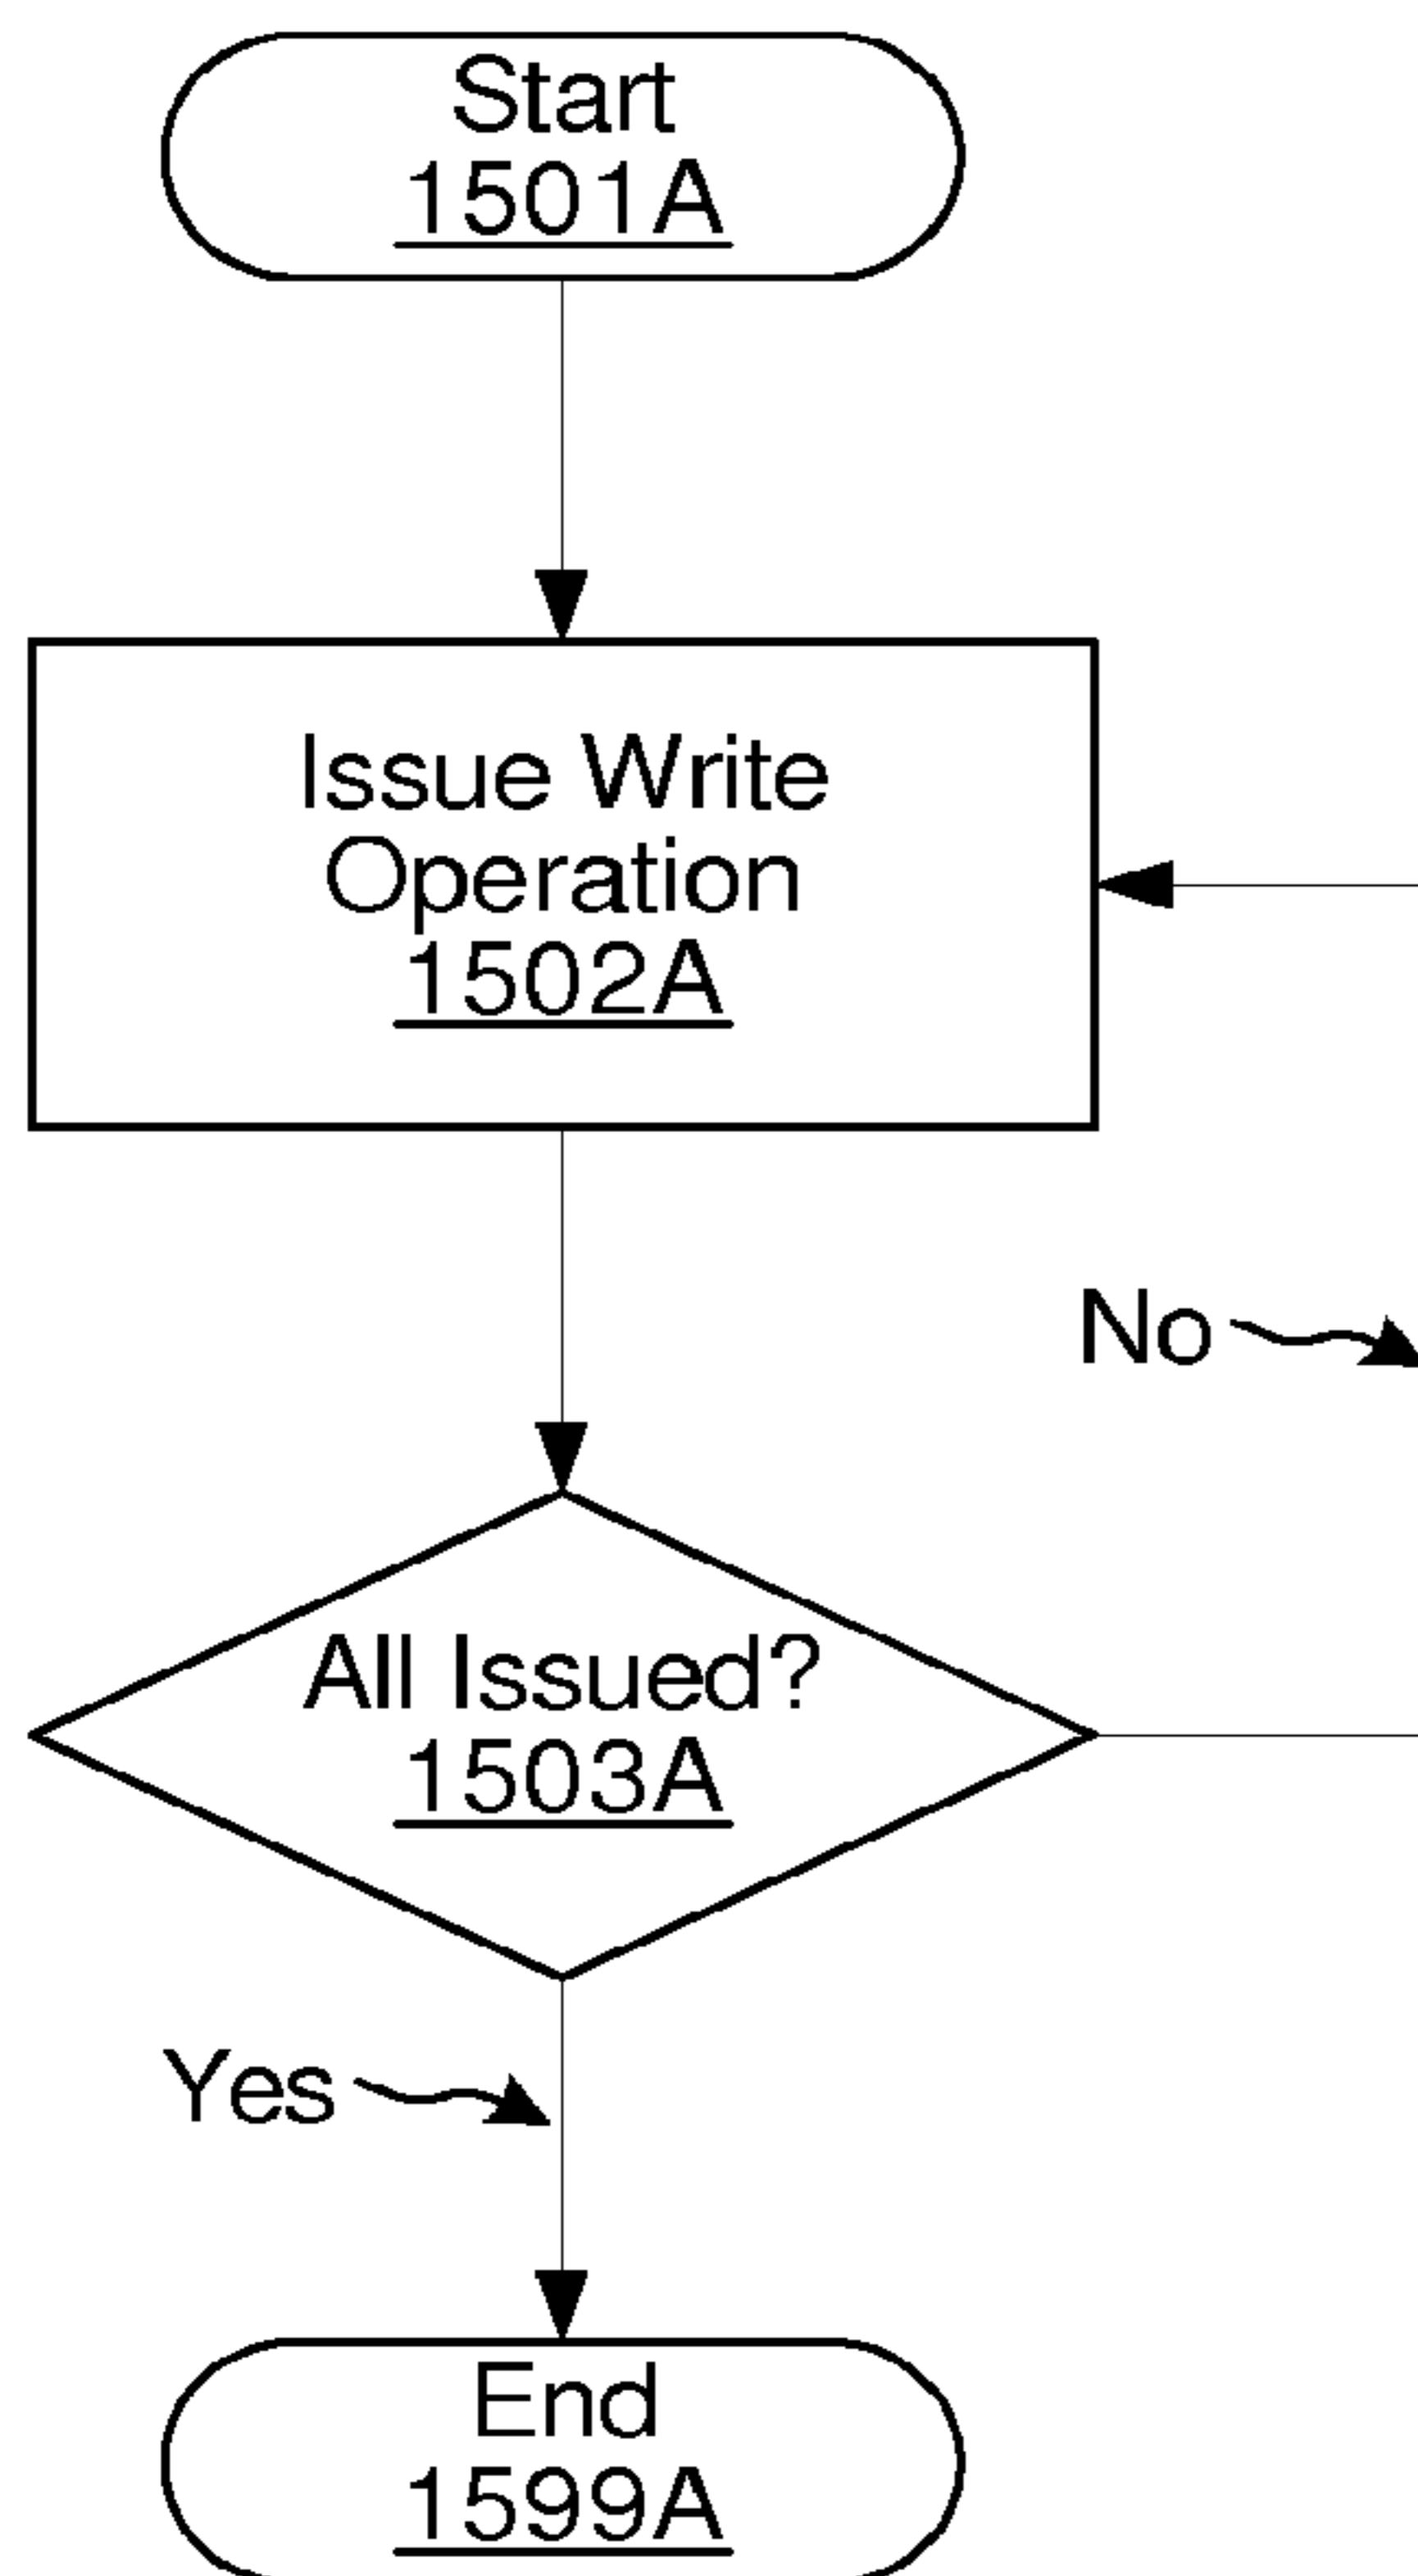 Start
1501A
Issue Write
Operation
1502A
No
All Issued?
1503A
Yes
End
1599A